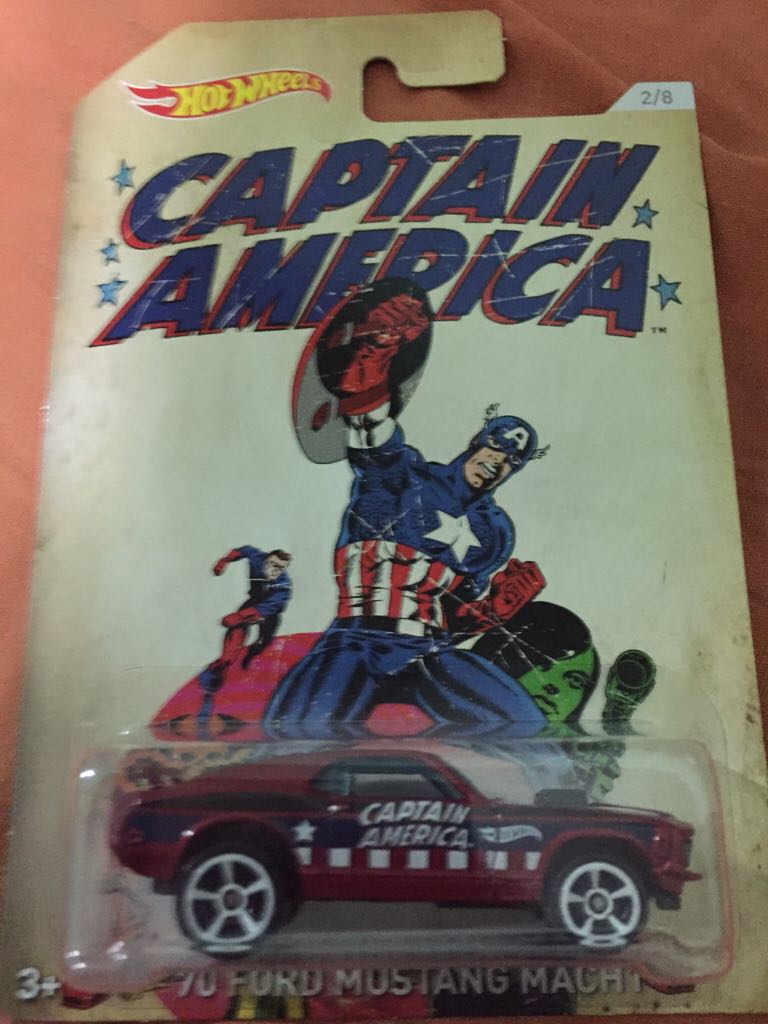 HOT WHEELS
2/8
CAPTAIN
AMERICA
TM
A
CAPTAIN
AMERICA
3+
'70 FORD MUSTANG MACH 1